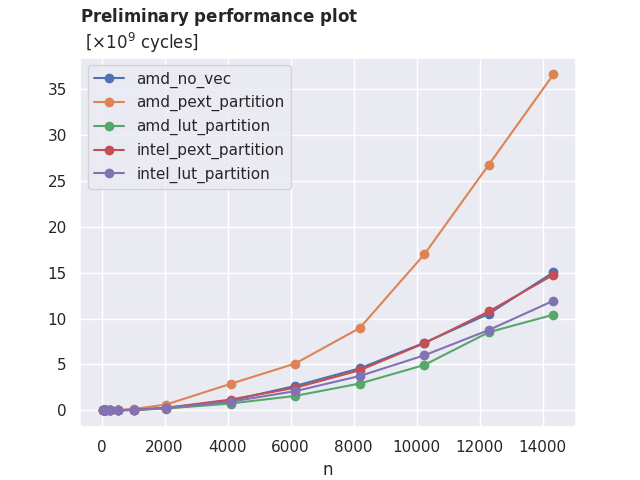 Preliminary performance plot
[×10⁹ cycles]
amd_no_vec
amd_pext_partition
amd_lut_partition
intel_pext_partition
intel_lut_partition
35
30
25
20
15
10
5
0
0 2000 4000 6000 8000 10000 12000 14000
n